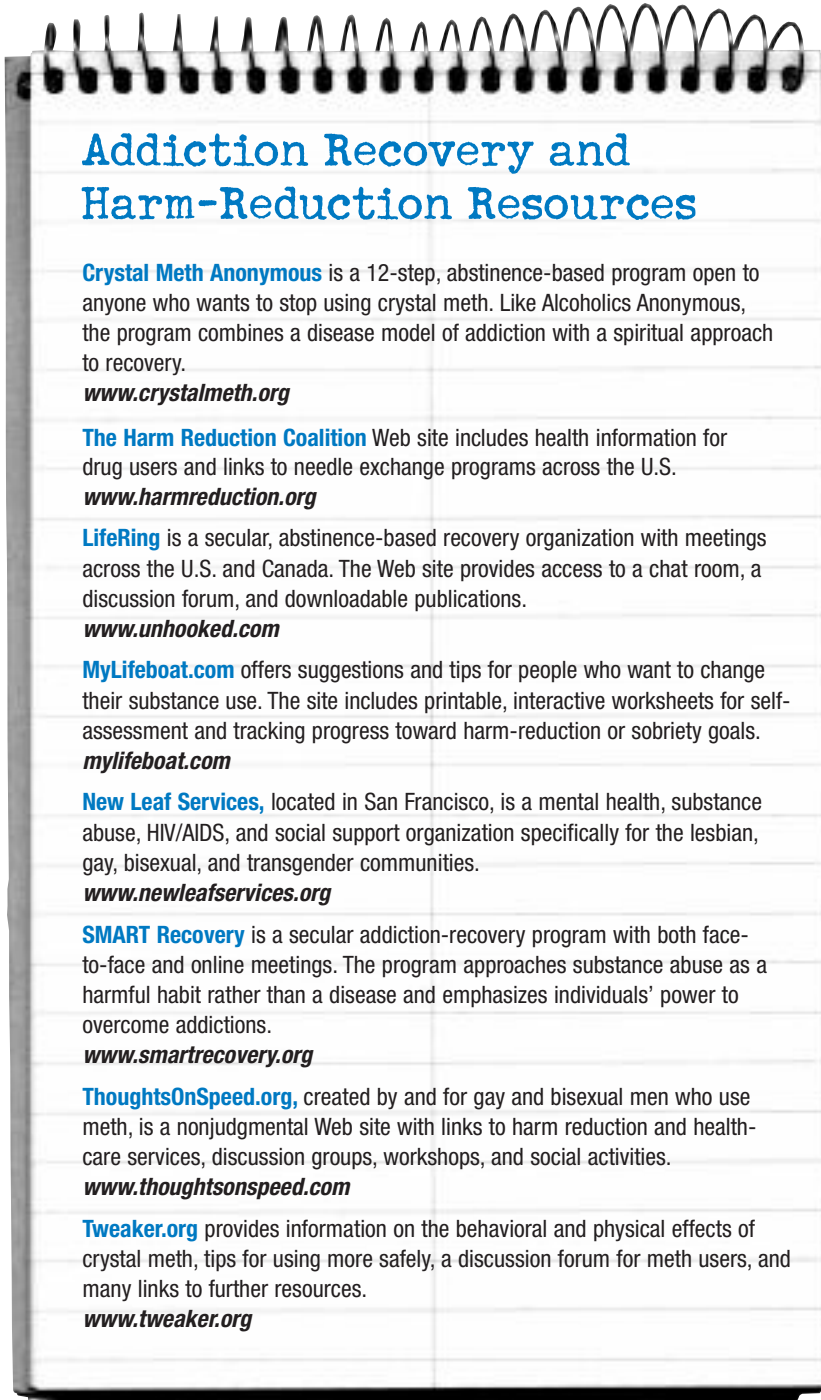 Addiction Recovery and
Harm-Reduction Resources
Crystal Meth Anonymous is a 12-step, abstinence-based program open to
anyone who wants to stop using crystal meth. Like Alcoholics Anonymous,
the program combines a disease model of addiction with a spiritual approach
to recovery.
www.crystalmeth.org
The Harm Reduction Coalition Web site includes health information for
drug users and links to needle exchange programs across the U.S.
www.harmreduction.org
LifeRing is a secular, abstinence-based recovery organization with meetings
across the U.S. and Canada. The Web site provides access to a chat room, a
discussion forum, and downloadable publications.
www.unhooked.com
MyLifeboat.com offers suggestions and tips for people who want to change
their substance use. The site includes printable, interactive worksheets for self-
assessment and tracking progress toward harm-reduction or sobriety goals.
mylifeboat.com
New Leaf Services, located in San Francisco, is a mental health, substance
abuse, HIV/AIDS, and social support organization specifically for the lesbian,
gay, bisexual, and transgender communities.
www.newleafservices.org
SMART Recovery is a secular addiction-recovery program with both face-
to-face and online meetings. The program approaches substance abuse as a
harmful habit rather than a disease and emphasizes individuals' power to
overcome addictions.
www.smartrecovery.org
ThoughtsOnSpeed.org, created by and for gay and bisexual men who use
meth, is a nonjudgmental Web site with links to harm reduction and health-
care services, discussion groups, workshops, and social activities.
www.thoughtsonspeed.com
Tweaker.org provides information on the behavioral and physical effects of
crystal meth, tips for using more safely, a discussion forum for meth users, and
many links to further resources.
www.tweaker.org